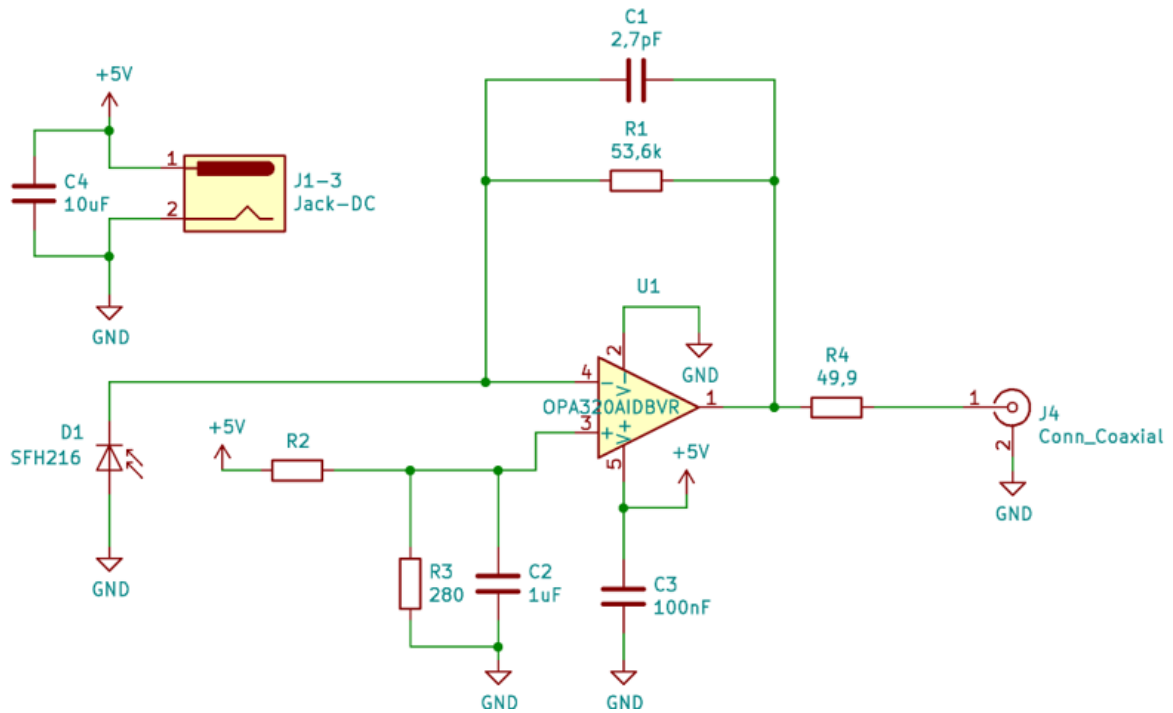 C1
2,7pF
+5V
R1
53,6k
1
J1-3
Jack-DC
C4
10uF
2
GND
U1
2
GND
V-
4
-
OPA320AIDBVR
1
3
+
V+
5
R4
49,9
1
J4
Conn_Coaxial
2
GND
D1
SFH216
+5V
R2
+5V
GND
R3
280
C2
1uF
C3
100nF
GND
GND